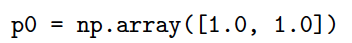 p0 = np.array([1.0, 1.0])